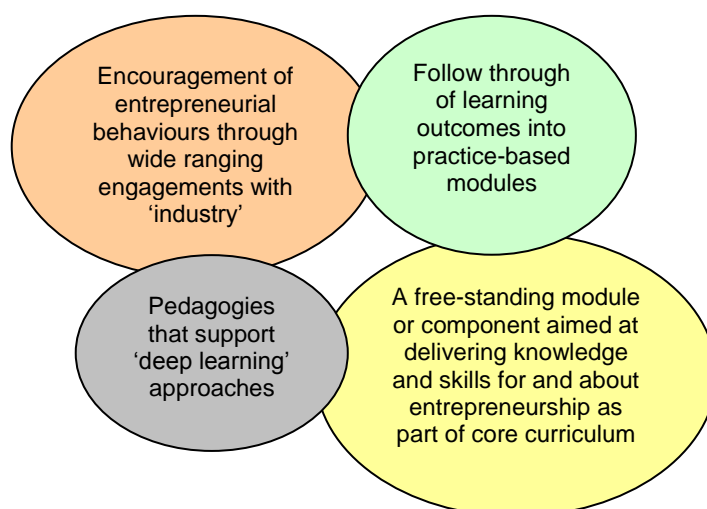 Encouragement of
entrepreneurial
behaviours through
wide ranging
engagements with
‘industry’
Follow through
of learning
outcomes into
practice-based
modules
Pedagogies
that support
‘deep learning’
approaches
A free-standing module
or component aimed at
delivering knowledge
and skills for and about
entrepreneurship as
part of core curriculum